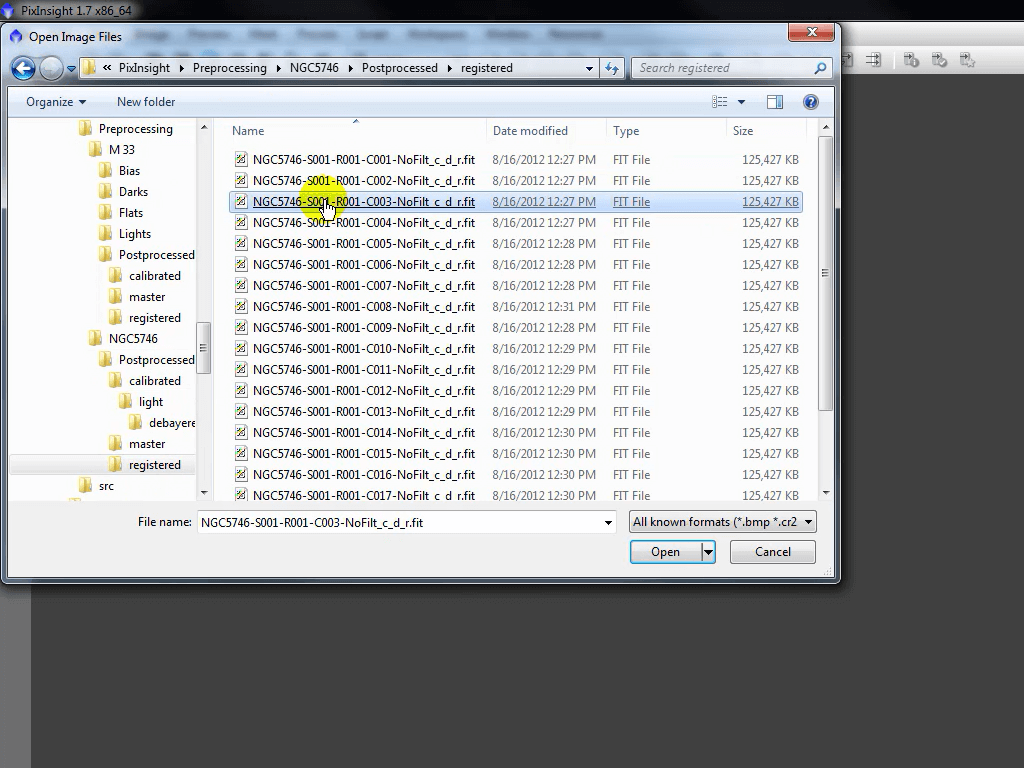 PixInsight 1.7 x86_64
Open Image Files
« PixInsight Preprocessing NGC5746 Postprocessed registered
Search registered
Organize New folder
Preprocessing
M 33
Bias
Darks
Flats
Lights
Postprocessed
calibrated
master
registered
NGC5746
Postprocessed
calibrated
light
debayere
master
registered
src
Name Date modified Type Size
NGC5746-S001-R001-C001-NoFilt_c_d_r.fit 8/16/2012 12:27 PM FIT File 125,427 KB
NGC5746-S001-R001-C002-NoFilt_c_d_r.fit 8/16/2012 12:27 PM FIT File 125,427 KB
NGC5746-S001-R001-C003-NoFilt_c_d_r.fit 8/16/2012 12:27 PM FIT File 125,427 KB
NGC5746-S001-R001-C004-NoFilt_c_d_r.fit 8/16/2012 12:27 PM FIT File 125,427 KB
NGC5746-S001-R001-C005-NoFilt_c_d_r.fit 8/16/2012 12:28 PM FIT File 125,427 KB
NGC5746-S001-R001-C006-NoFilt_c_d_r.fit 8/16/2012 12:28 PM FIT File 125,427 KB
NGC5746-S001-R001-C007-NoFilt_c_d_r.fit 8/16/2012 12:28 PM FIT File 125,427 KB
NGC5746-S001-R001-C008-NoFilt_c_d_r.fit 8/16/2012 12:31 PM FIT File 125,427 KB
NGC5746-S001-R001-C009-NoFilt_c_d_r.fit 8/16/2012 12:28 PM FIT File 125,427 KB
NGC5746-S001-R001-C010-NoFilt_c_d_r.fit 8/16/2012 12:29 PM FIT File 125,427 KB
NGC5746-S001-R001-C011-NoFilt_c_d_r.fit 8/16/2012 12:29 PM FIT File 125,427 KB
NGC5746-S001-R001-C012-NoFilt_c_d_r.fit 8/16/2012 12:29 PM FIT File 125,427 KB
NGC5746-S001-R001-C013-NoFilt_c_d_r.fit 8/16/2012 12:29 PM FIT File 125,427 KB
NGC5746-S001-R001-C014-NoFilt_c_d_r.fit 8/16/2012 12:30 PM FIT File 125,427 KB
NGC5746-S001-R001-C015-NoFilt_c_d_r.fit 8/16/2012 12:30 PM FIT File 125,427 KB
NGC5746-S001-R001-C016-NoFilt_c_d_r.fit 8/16/2012 12:30 PM FIT File 125,427 KB
NGC5746-S001-R001-C017-NoFilt_c_d_r.fit 8/16/2012 12:30 PM FIT File 125,427 KB
File name: NGC5746-S001-R001-C003-NoFilt_c_d_r.fit All known formats (*.bmp *.cr2
Open Cancel